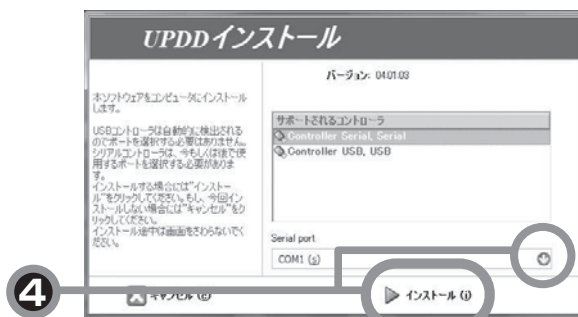 UPDDインストール
バージョン: 04.01.03
本ソフトウェアをコンピュータにインストール
します。
USBコントローラは自動的に検出される
のでポートを選択する必要はありません。
シリアルコントローラは、今もしくは後で使
用するポートを選択する必要がありま
す。
インストールする場合には"インストー
ル"をクリックしてください。もし、今回イン
ストールしない場合には"キャンセル"をク
リックしてください。
インストール途中は画面をさわらないでく
ださい。
サポートされるコントローラ
Controller Serial, Serial
Controller USB, USB
Serial port
COM1 (s)
4
キャンセル (c)
インストール (i)